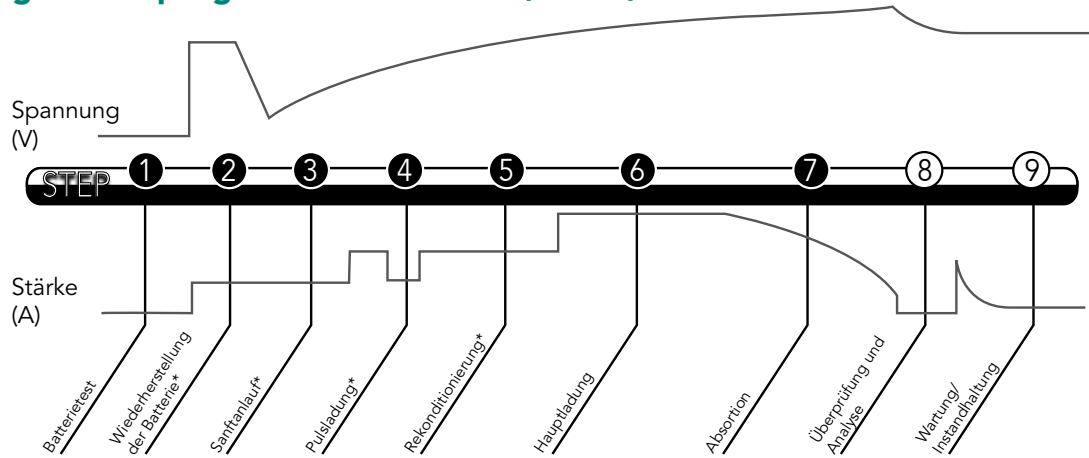 Spannung
(V)
STEP 1 2 3 4 5 6 7 8 9
Stärke
(A)
Batterietest
Wiederherstellung
der Batterie*
Sanftanlauf*
Pulsladung*
Rekonditionierung*
Hauptladung
Absortion
Überprüfung und
Analyse
Wartung/
Instandhaltung